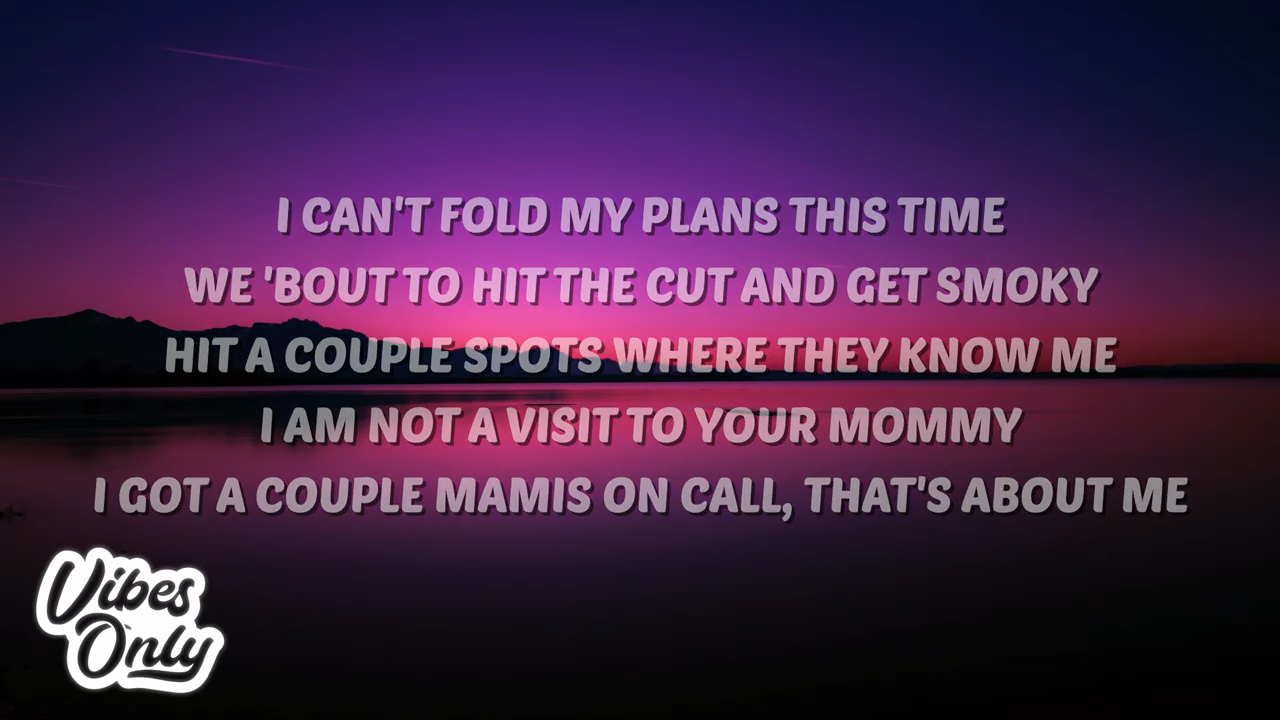 I CAN'T FOLD MY PLANS THIS TIME
WE 'BOUT TO HIT THE CUT AND GET SMOKY
HIT A COUPLE SPOTS WHERE THEY KNOW ME
I AM NOT A VISIT TO YOUR MOMMY
I GOT A COUPLE MAMIS ON CALL, THAT'S ABOUT ME
Vibes
Only